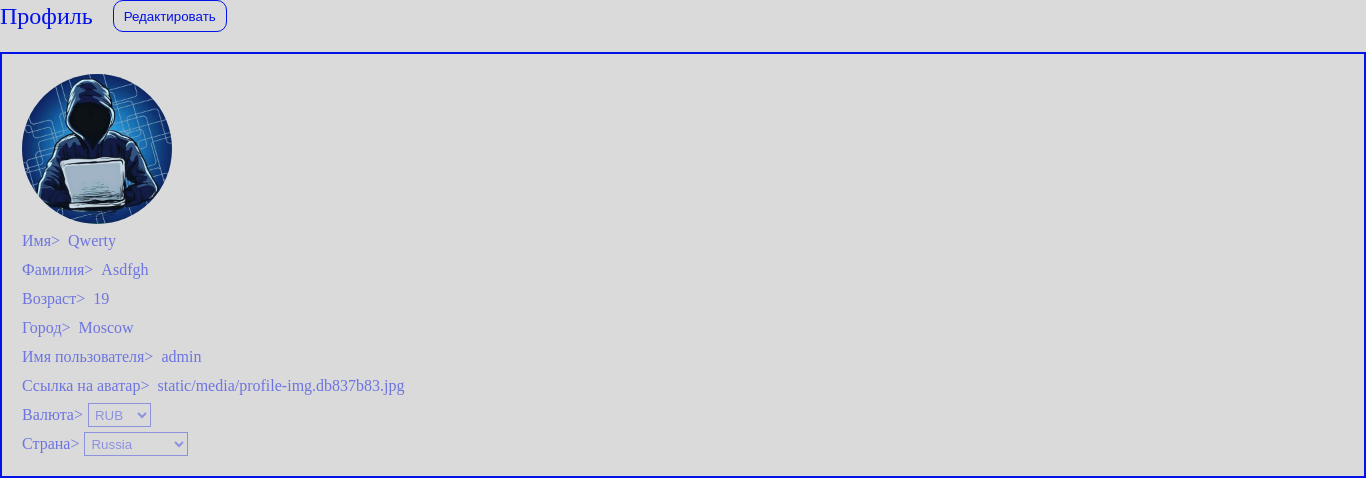 Профиль Редактировать
Имя> Qwerty
Фамилия> Asdfgh
Возраст> 19
Город> Moscow
Имя пользователя> admin
Ссылка на аватар> static/media/profile-img.db837b83.jpg
Валюта> RUB
Страна> Russia